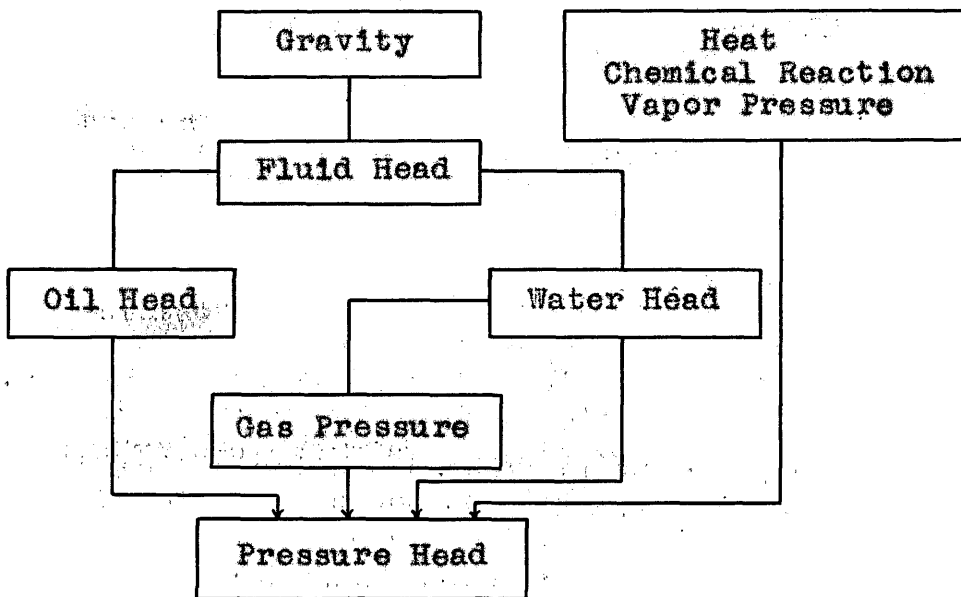 Gravity
Heat
Chemical Reaction
Vapor Pressure
Fluid Head
Oil Head
Water Head
Gas Pressure
Pressure Head